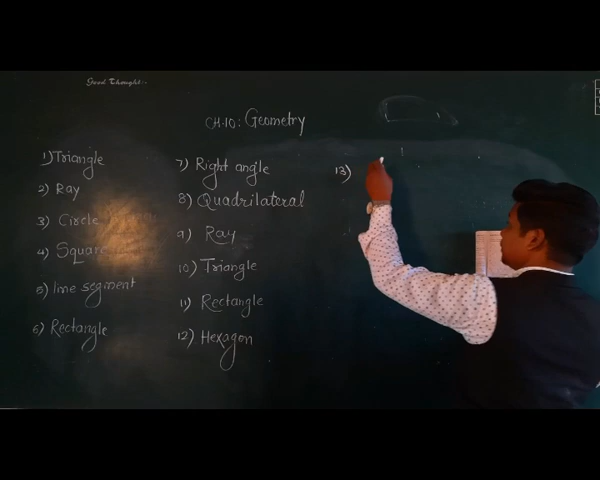 Good Thought:-
CH.10: Geometry
1) Triangle
2) Ray
3) Circle
4) Square
5) line segment
6) Rectangle
7) Right angle
8) Quadrilateral
9) Ray
10) Triangle
11) Rectangle
12) Hexagon
13)